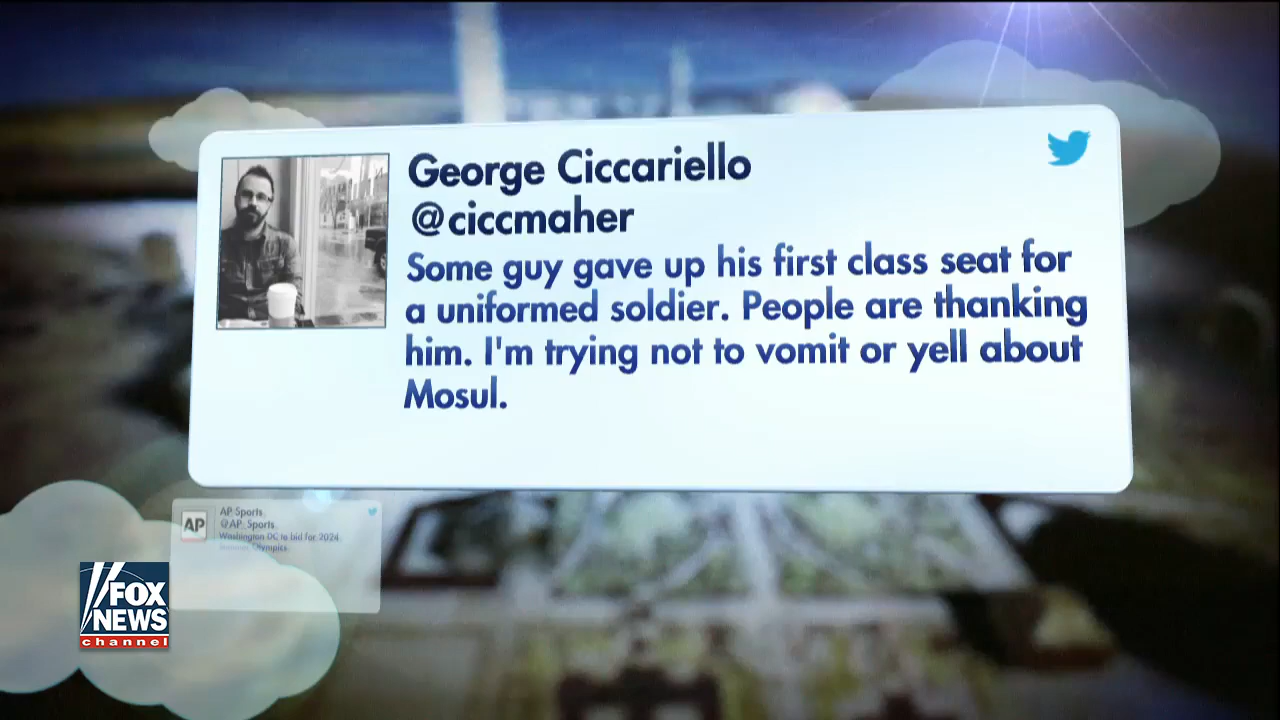 George Ciccariello
@ciccmaher
Some guy gave up his first class seat for
a uniformed soldier. People are thanking
him. I'm trying not to vomit or yell about
Mosul.
AP
AP Sports
@AP_Sports
Washington DC to bid for 2024
Olympics
FOX
NEWS
channel